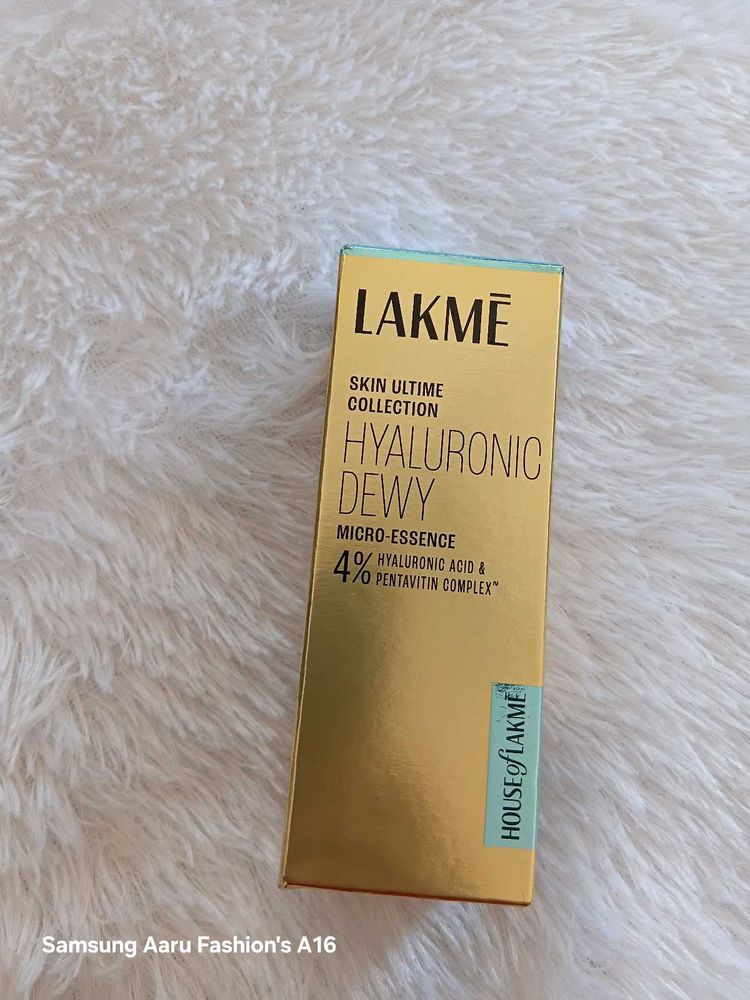 LAKMĒ
SKIN ULTIME
COLLECTION
HYALURONIC
DEWY
MICRO-ESSENCE
4% HYALURONIC ACID &
PENTAVITIN COMPLEX™
HOUSE of LAKMĒ
Samsung Aaru Fashion's A16